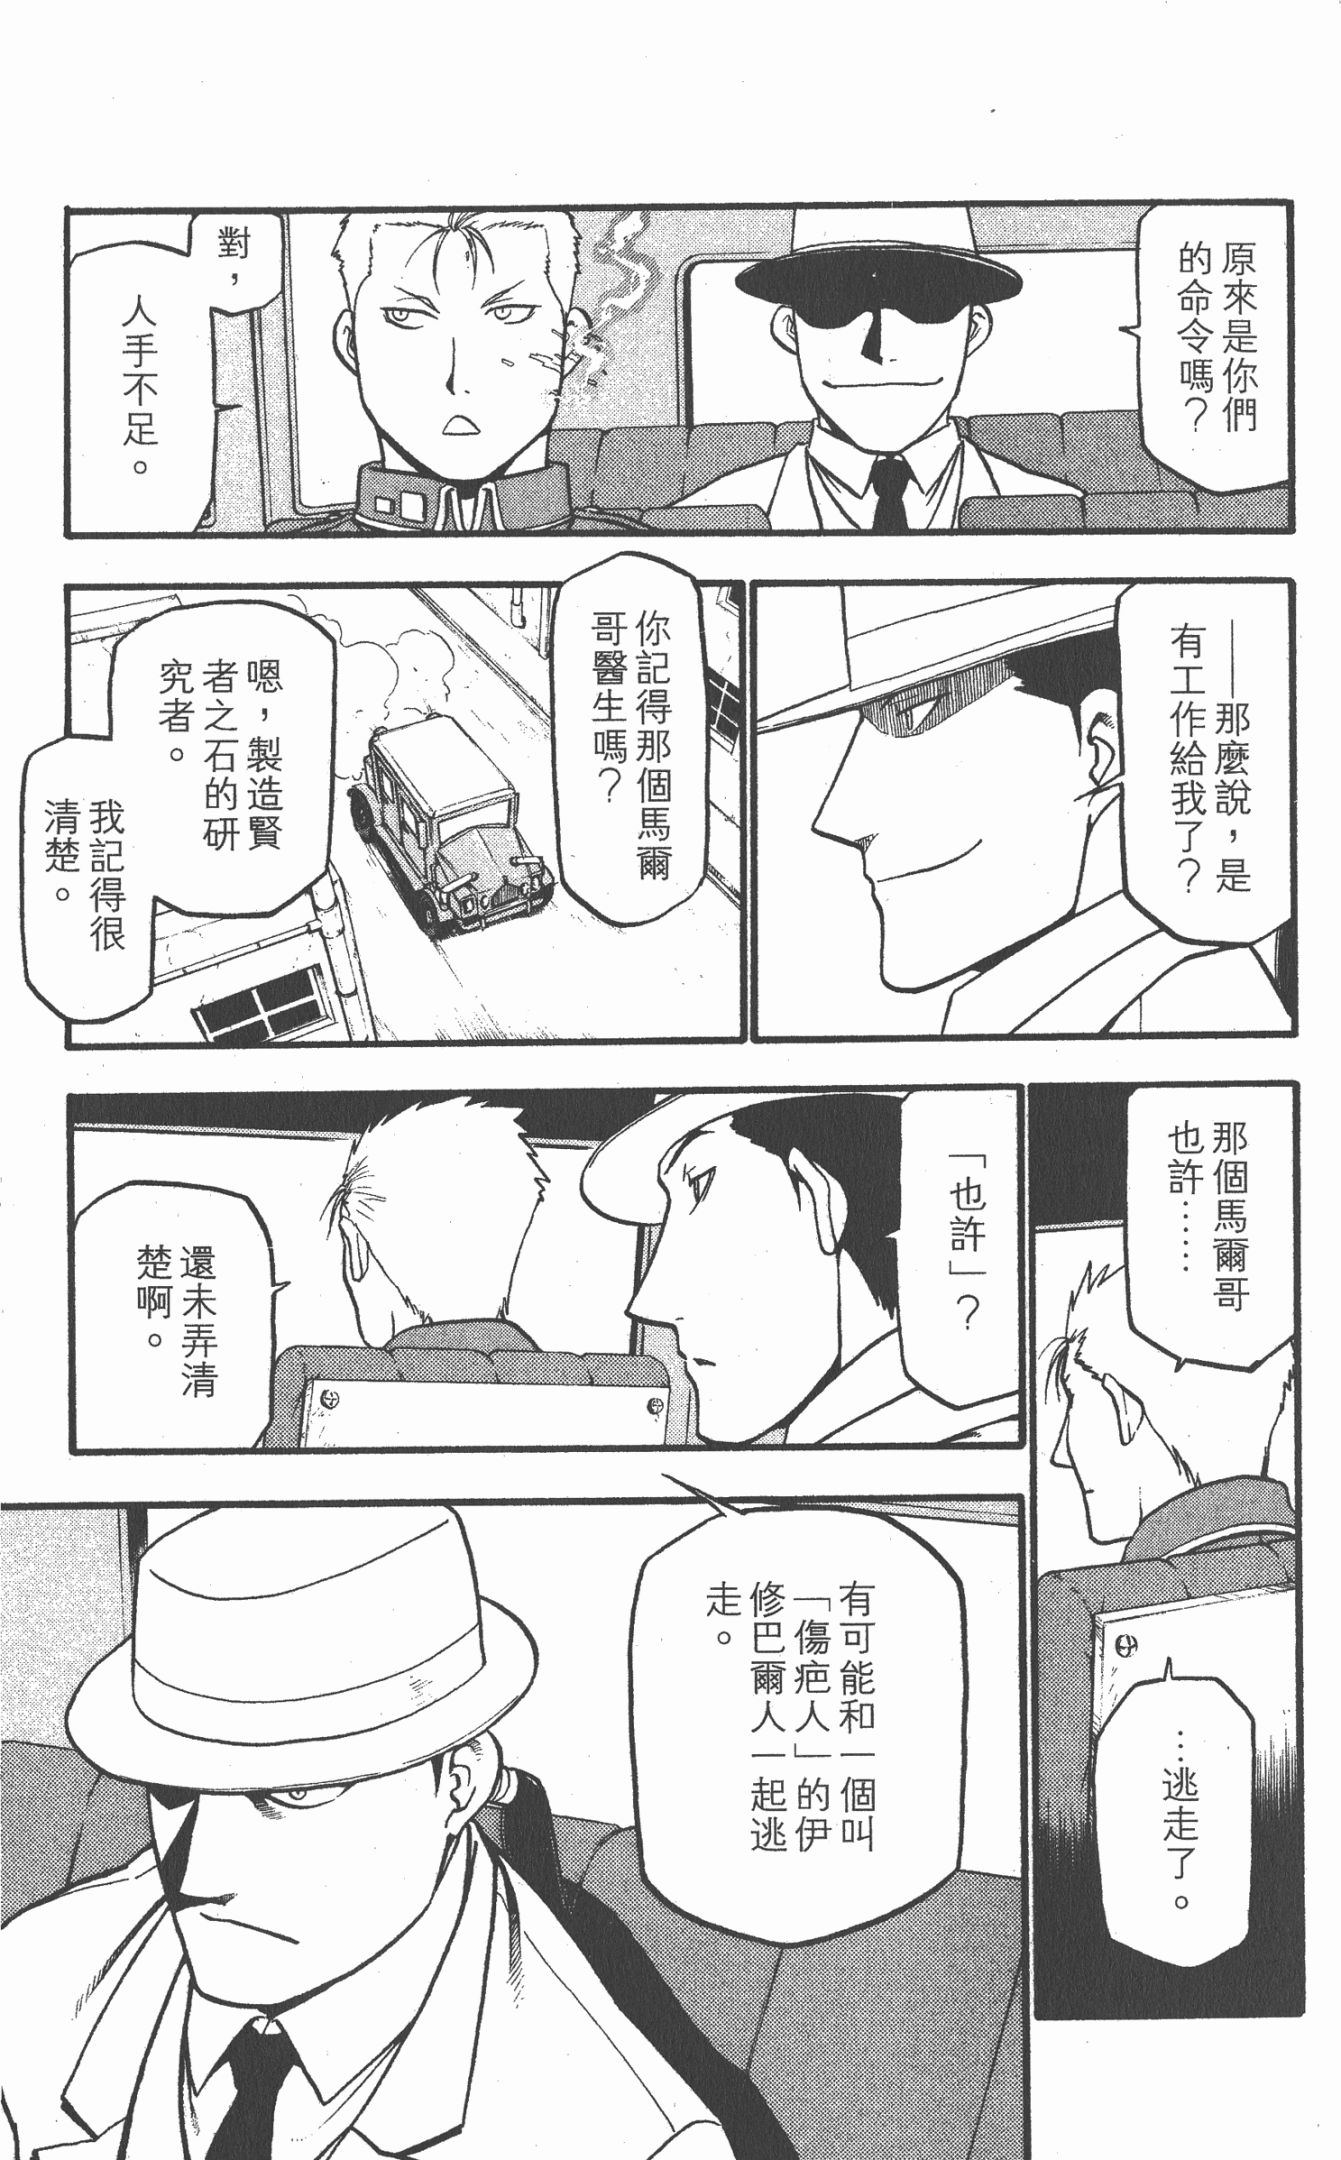 原來是你們
的命令嗎？
對，
人手不足。
——那麼說，是
有工作給我了？
你記得那個馬爾
哥醫生嗎？
嗯，製造賢
者之石的研
究者。
我記得很
清楚。
那個馬爾哥
也許……
…逃走了。
「也許」？
還未弄清
楚啊。
有可能和一個叫
「傷疤人」的伊
修巴爾人一起逃
走。